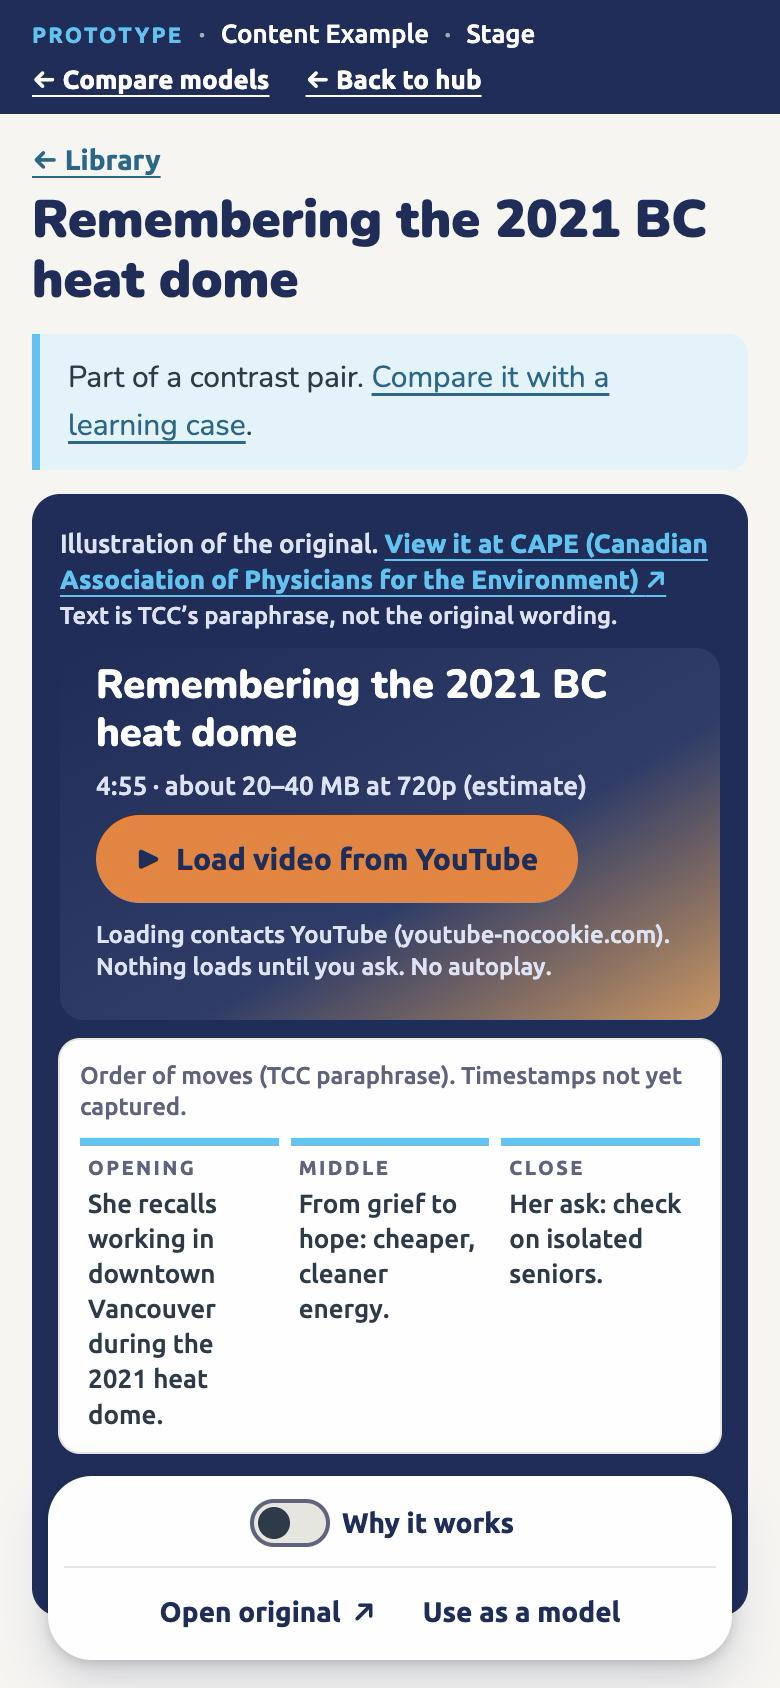 PROTOTYPE · Content Example · Stage
← Compare models ← Back to hub
← Library
Remembering the 2021 BC
heat dome
Part of a contrast pair. Compare it with a
learning case.
Illustration of the original. View it at CAPE (Canadian
Association of Physicians for the Environment) ↗
Text is TCC’s paraphrase, not the original wording.
Remembering the 2021 BC
heat dome
4:55 · about 20–40 MB at 720p (estimate)
▶ Load video from YouTube
Loading contacts YouTube (youtube-nocookie.com).
Nothing loads until you ask. No autoplay.
Order of moves (TCC paraphrase). Timestamps not yet
captured.
OPENING
She recalls
working in
downtown
Vancouver
during the
2021 heat
dome.
MIDDLE
From grief to
hope: cheaper,
cleaner
energy.
CLOSE
Her ask: check
on isolated
seniors.
Why it works
Open original ↗ Use as a model